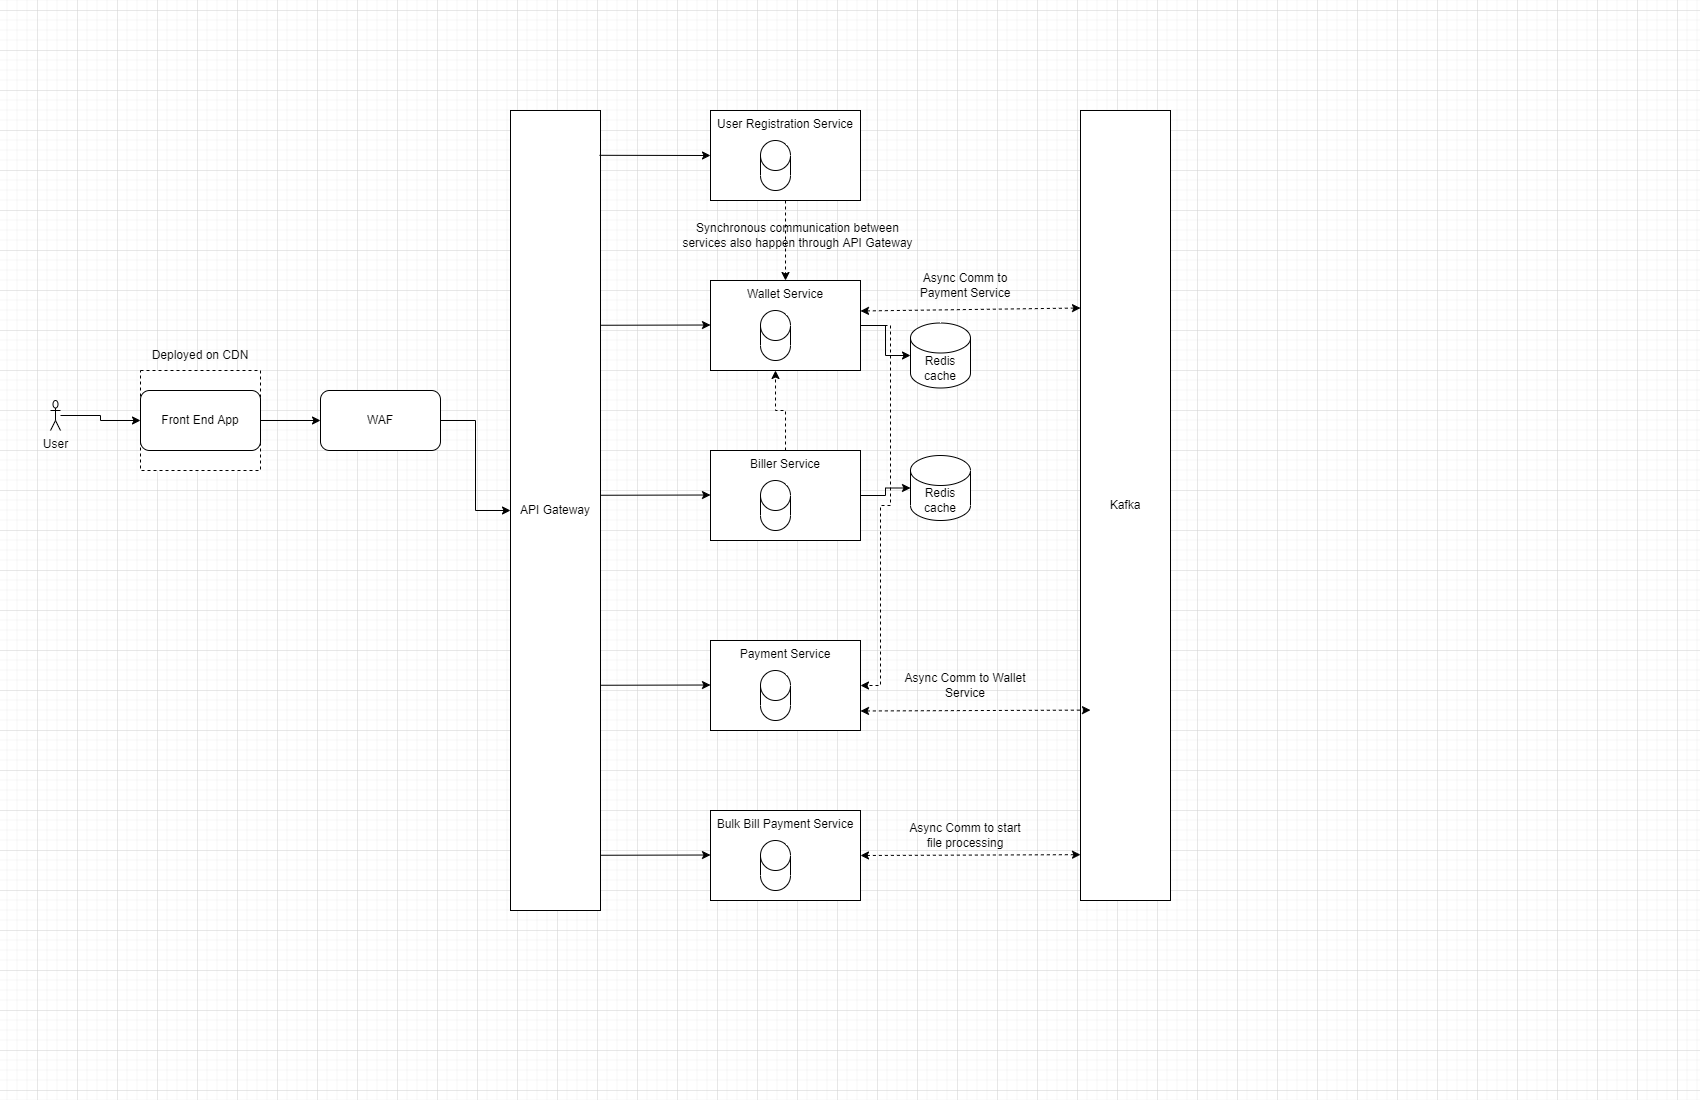 User Registration Service
Synchronous communication between
services also happen through API Gateway
Wallet Service
Async Comm to
Payment Service
Redis
cache
Deployed on CDN
Front End App
WAF
User
Biller Service
Redis
cache
API Gateway
Kafka
Payment Service
Async Comm to Wallet
Service
Bulk Bill Payment Service
Async Comm to start
file processing